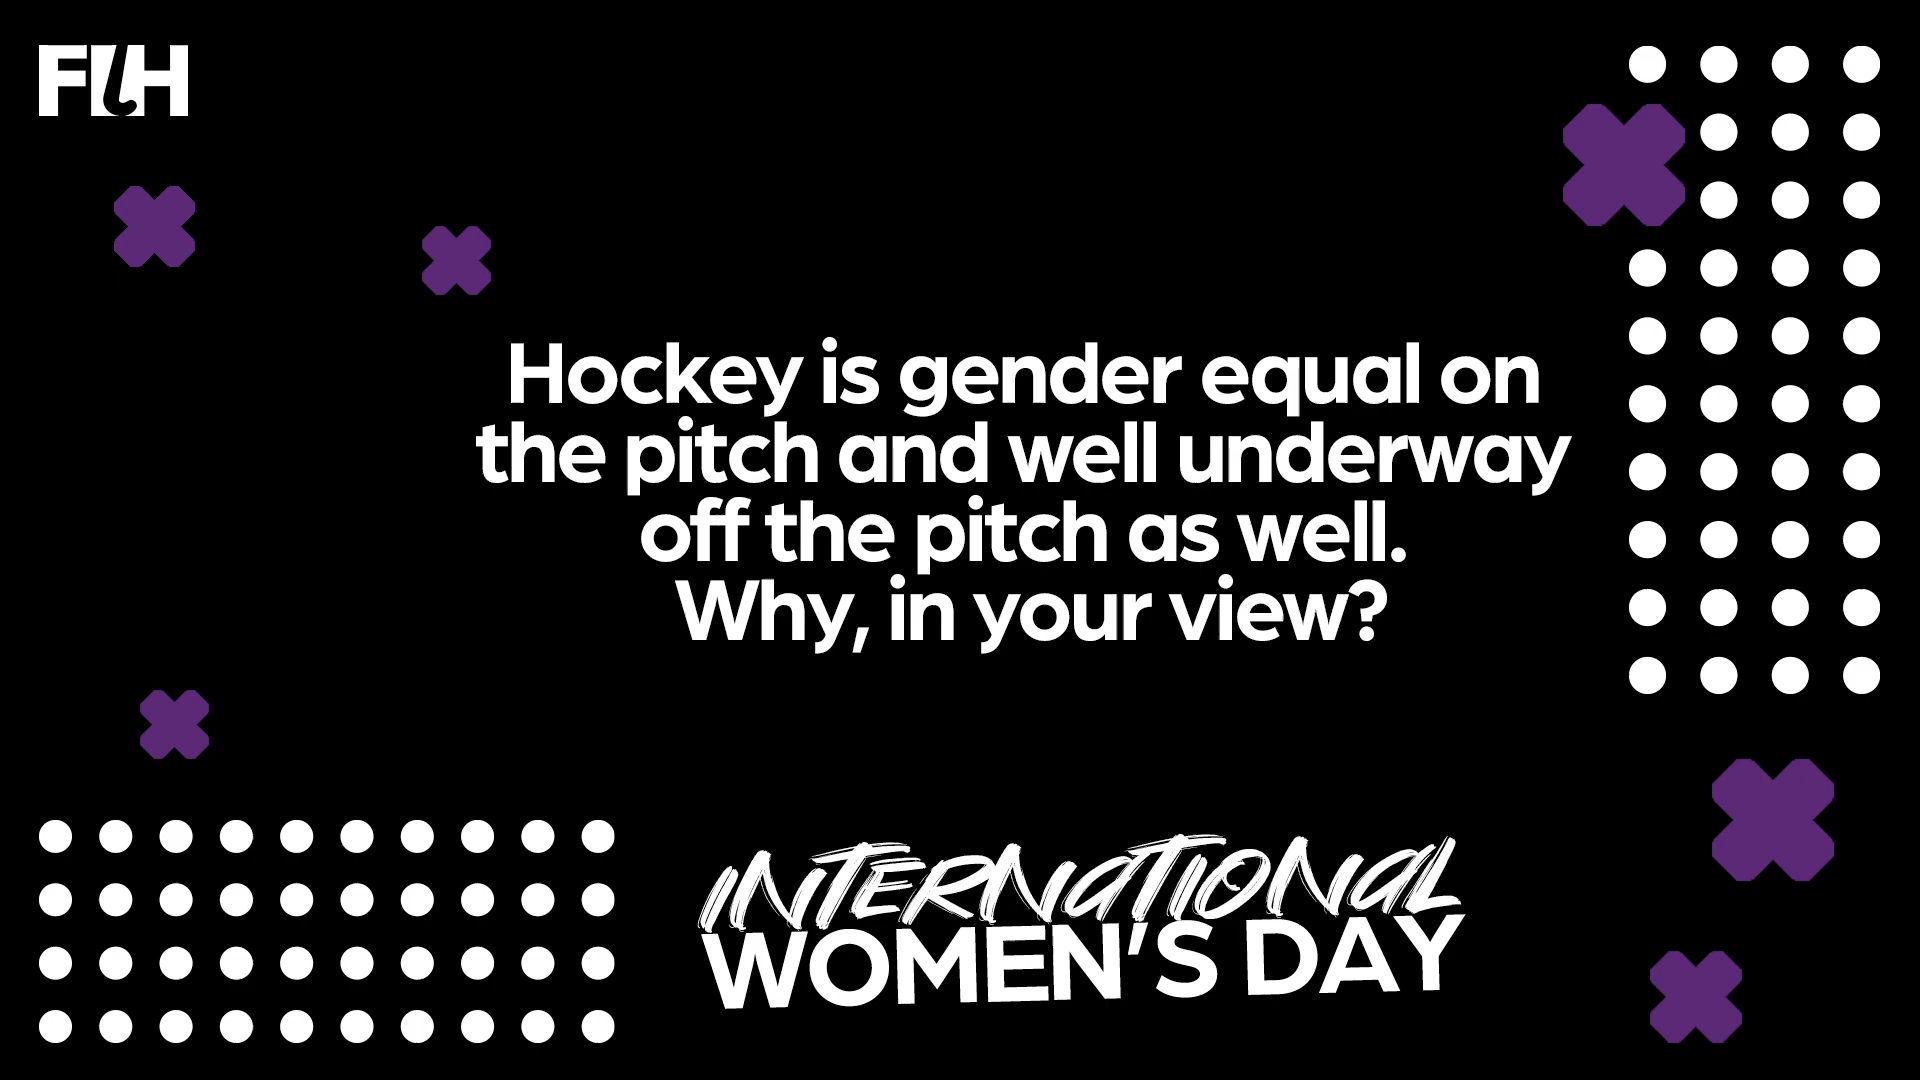 FIH
Hockey is gender equal on
the pitch and well underway
off the pitch as well.
Why, in your view?
INTERNATIONAL
WOMEN'S DAY